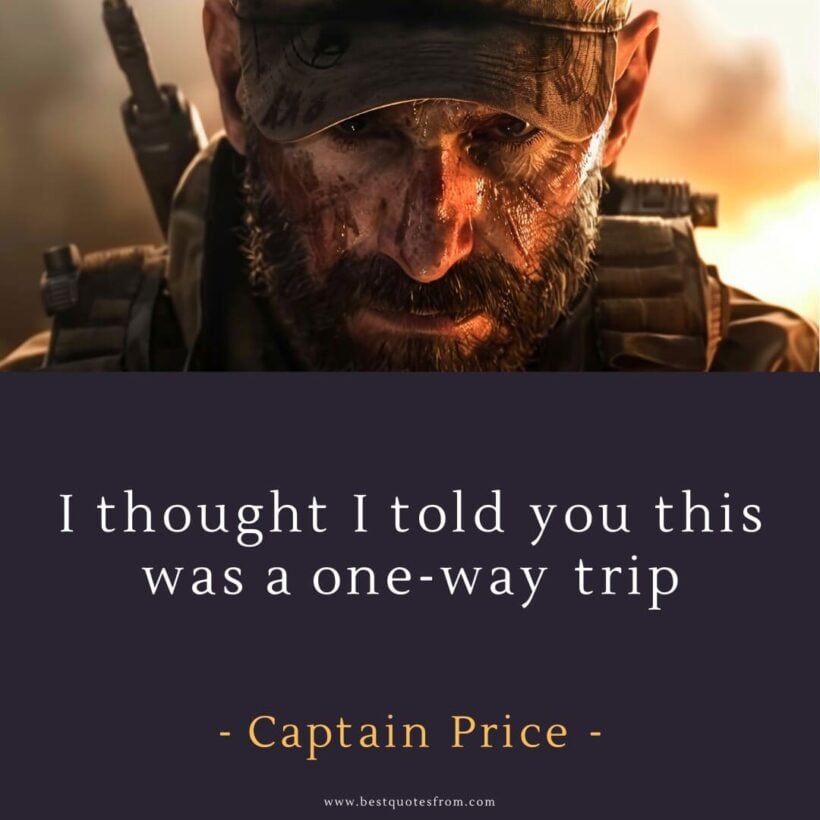 I thought I told you this
was a one-way trip
- Captain Price -
www.bestquotesfrom.com